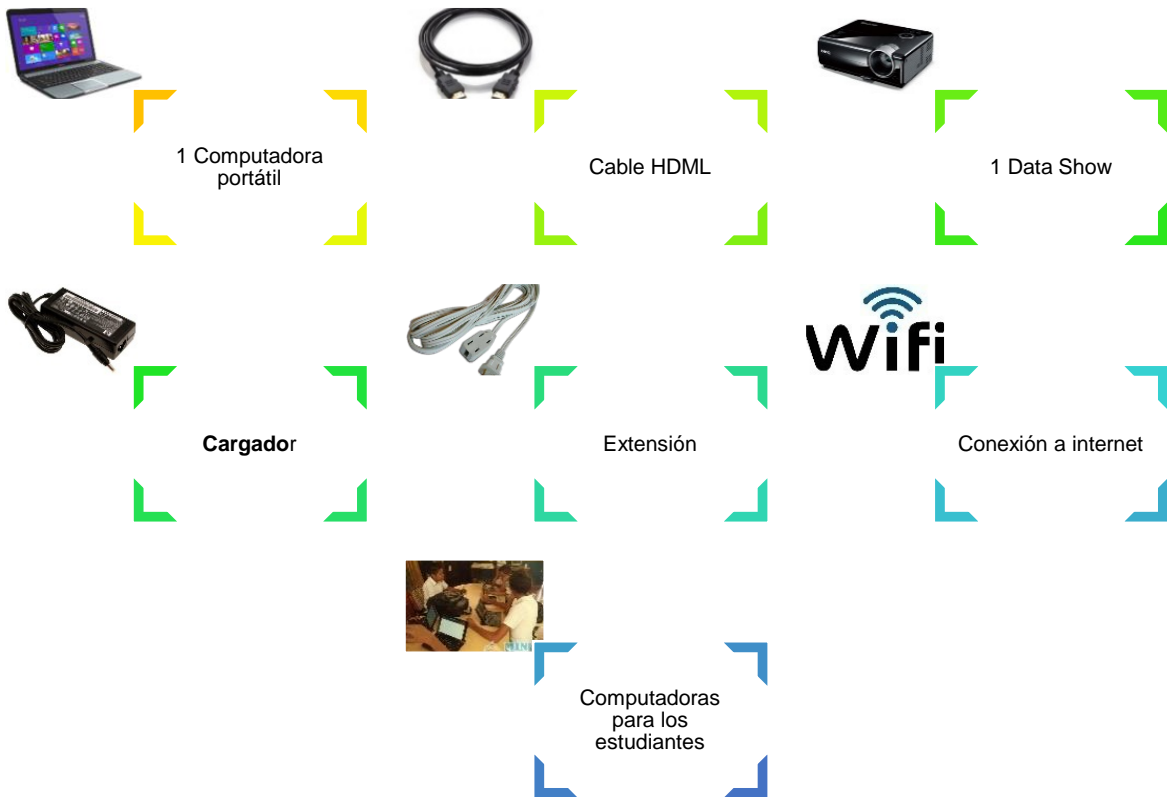 1 Computadora
portátil
Cable HDML
1 Data Show
Wifi
Cargador
Extensión
Conexión a internet
Computadoras
para los
estudiantes